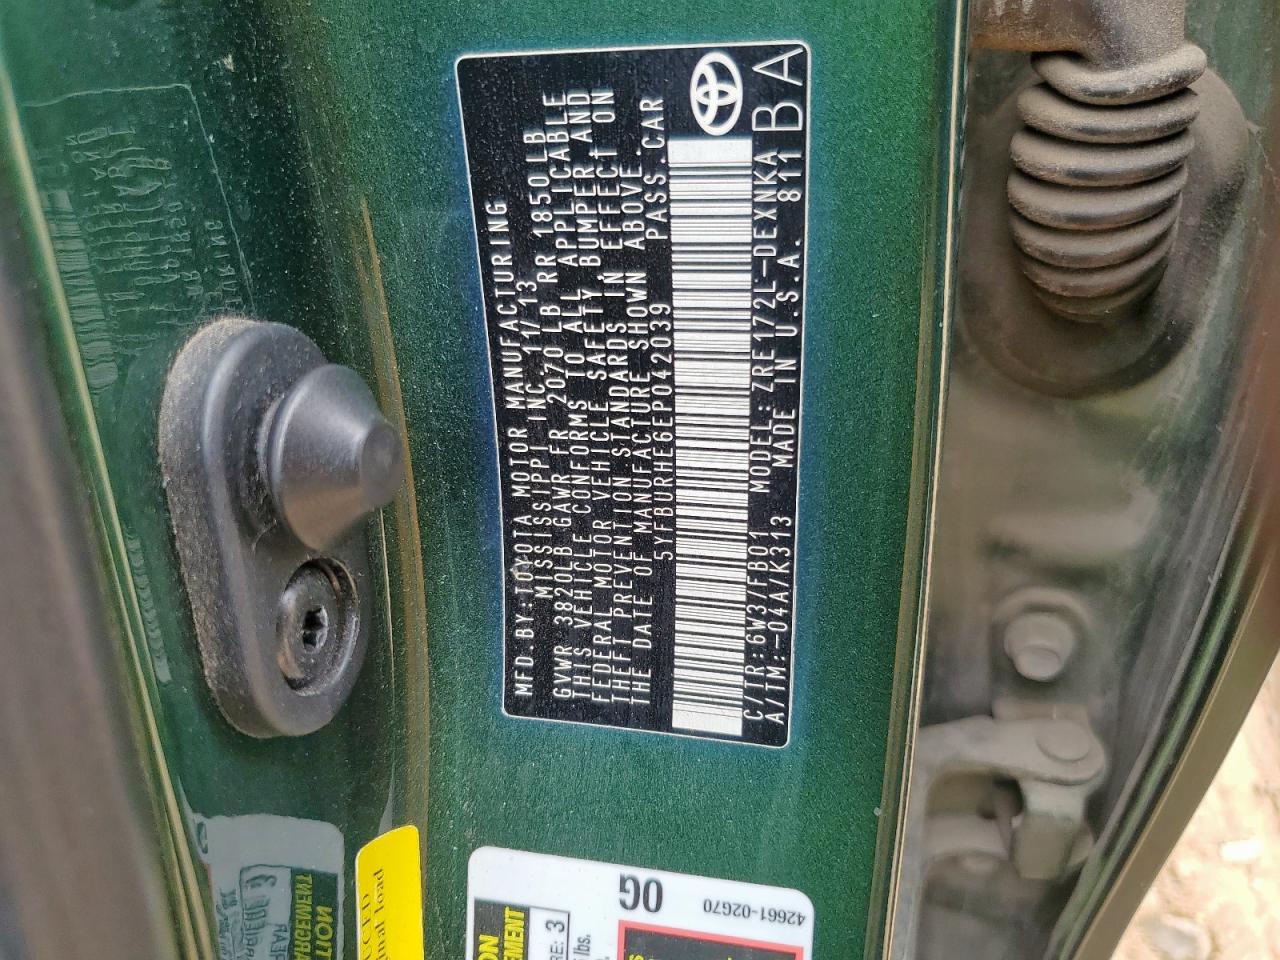 MFD.BY:TOYOTA MOTOR MANUFACTURING
MISSISSIPPI INC. 11/13
GVWR 3820LB GAWR FR 2070 LB RR 1850LB
THIS VEHICLE CONFORMS TO ALL APPLICABLE
FEDERAL MOTOR VEHICLE SAFETY, BUMPER AND
THEFT PREVENTION STANDARDS IN EFFECT ON
THE DATE OF MANUFACTURE SHOWN ABOVE.
5YFBURHE6EP042039 PASS.CAR
C/TR:6W3/FB01 MODEL:ZRE172L-DEXNKA
A/TM:-04A/K313 MADE IN U.S.A. 811
BA
0G
42661-02G70